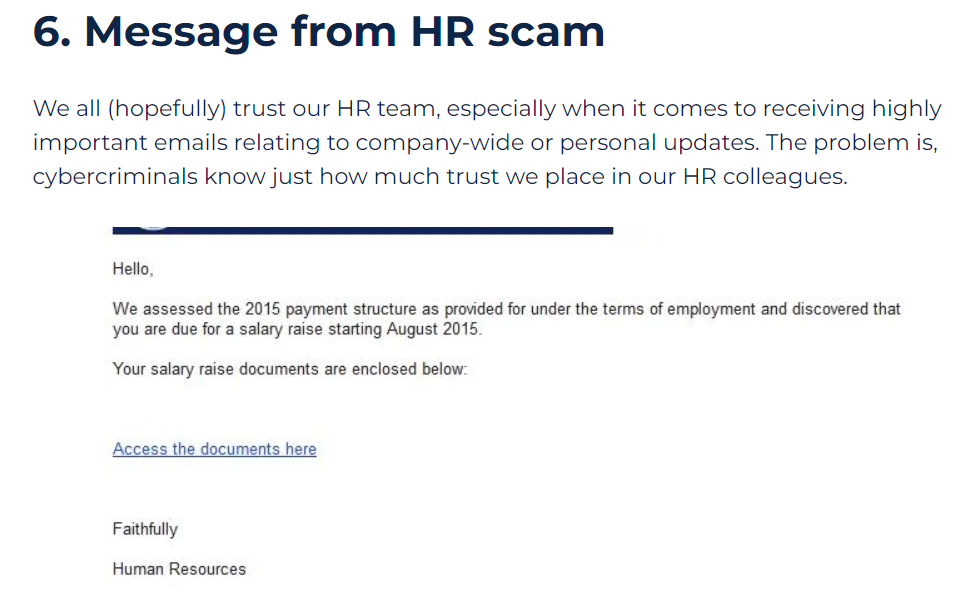 6. Message from HR scam
We all (hopefully) trust our HR team, especially when it comes to receiving highly
important emails relating to company-wide or personal updates. The problem is,
cybercriminals know just how much trust we place in our HR colleagues.
Hello,
We assessed the 2015 payment structure as provided for under the terms of employment and discovered that
you are due for a salary raise starting August 2015.
Your salary raise documents are enclosed below:
Access the documents here
Faithfully
Human Resources